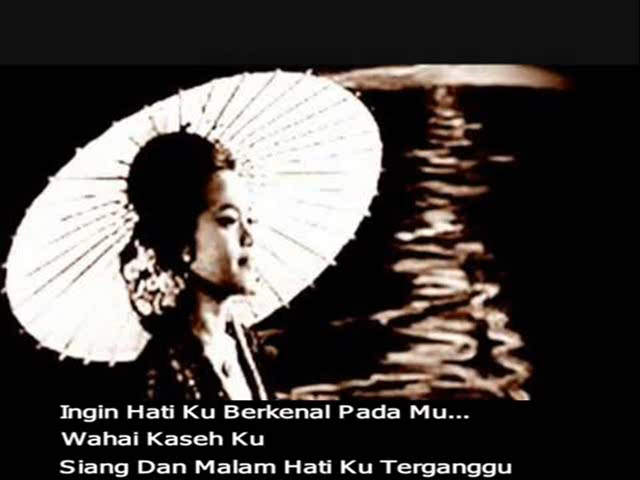 Ingin Hati Ku Berkenal Pada Mu...
Wahai Kaseh Ku
Siang Dan Malam Hati Ku Terganggu